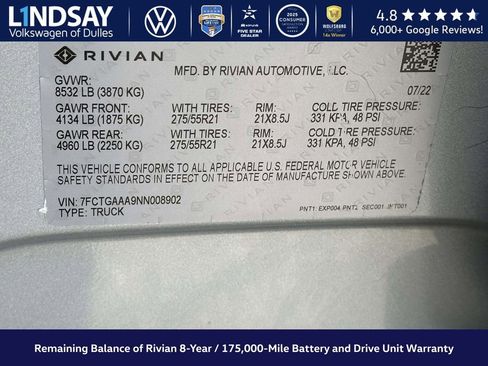 LINDSAY
Volkswagen of Dulles
4.8
6,000+ Google Reviews!
RIVIAN
MFD. BY RIVIAN AUTOMOTIVE, LLC.
GVWR:
8532 LB (3870 KG)
07/22
GAWR FRONT: WITH TIRES: RIM: COLD TIRE PRESSURE:
4134 LB (1875 KG) 275/55R21 21X8.5J 331 KPA, 48 PSI
GAWR REAR: WITH TIRES: RIM: COLD TIRE PRESSURE:
4960 LB (2250 KG) 275/55R21 21X8.5J 331 KPA, 48 PSI
THIS VEHICLE CONFORMS TO ALL APPLICABLE U.S. FEDERAL MOTOR VEHICLE
SAFETY STANDARDS IN EFFECT ON THE DATE OF MANUFACTURE SHOWN ABOVE.
VIN: 7FCTGAAA9NN008902
TYPE: TRUCK
PNT1: EXP004 PNT2: SEC001 INT001
Remaining Balance of Rivian 8-Year / 175,000-Mile Battery and Drive Unit Warranty